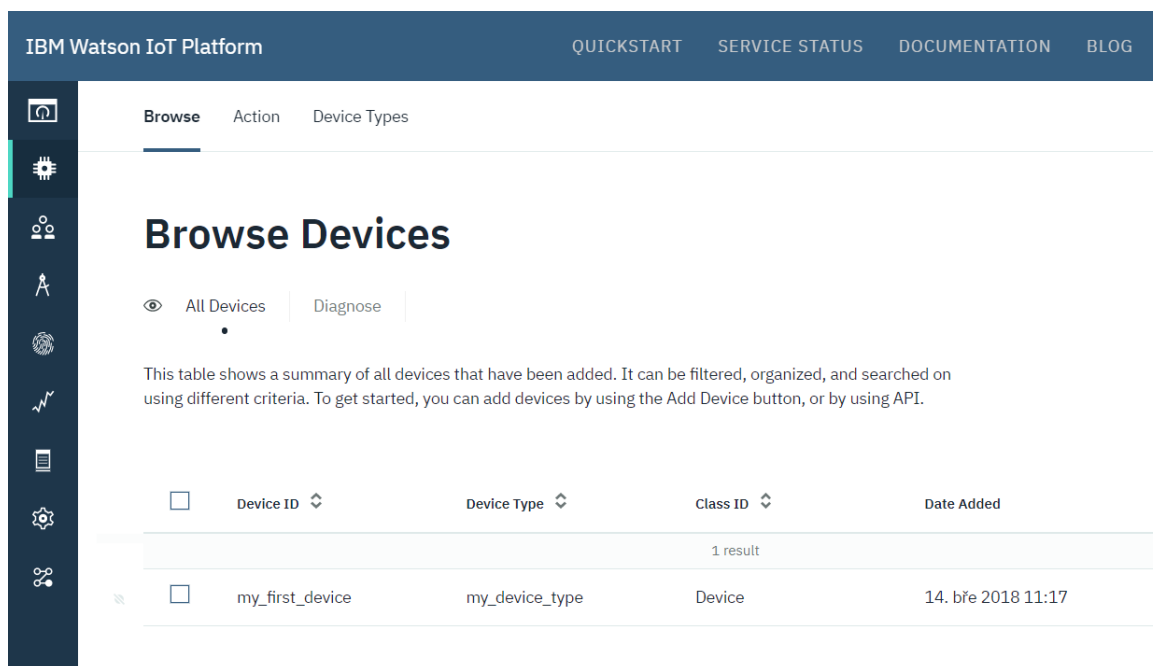 IBM Watson IoT Platform QUICKSTART SERVICE STATUS DOCUMENTATION BLOG
Browse Action Device Types
Browse Devices
All Devices Diagnose
This table shows a summary of all devices that have been added. It can be filtered, organized, and searched on
using different criteria. To get started, you can add devices by using the Add Device button, or by using API.
Device ID Device Type Class ID Date Added
1 result
my_first_device my_device_type Device 14. bře 2018 11:17